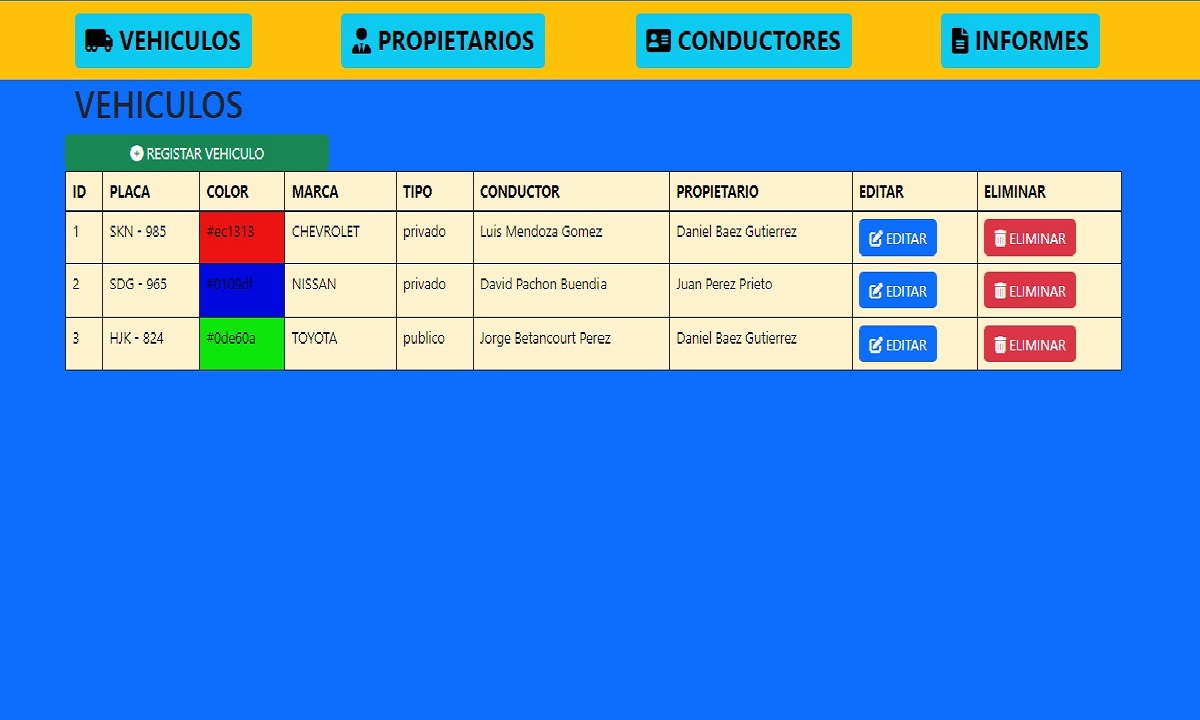 VEHICULOS PROPIETARIOS CONDUCTORES INFORMES
VEHICULOS
REGISTAR VEHICULO
ID PLACA COLOR MARCA TIPO CONDUCTOR PROPIETARIO EDITAR ELIMINAR
1 SKN - 985 #ec1313 CHEVROLET privado Luis Mendoza Gomez Daniel Baez Gutierrez EDITAR ELIMINAR
2 SDG - 965 #0109df NISSAN privado David Pachon Buendia Juan Perez Prieto EDITAR ELIMINAR
3 HJK - 824 #0de60a TOYOTA publico Jorge Betancourt Perez Daniel Baez Gutierrez EDITAR ELIMINAR